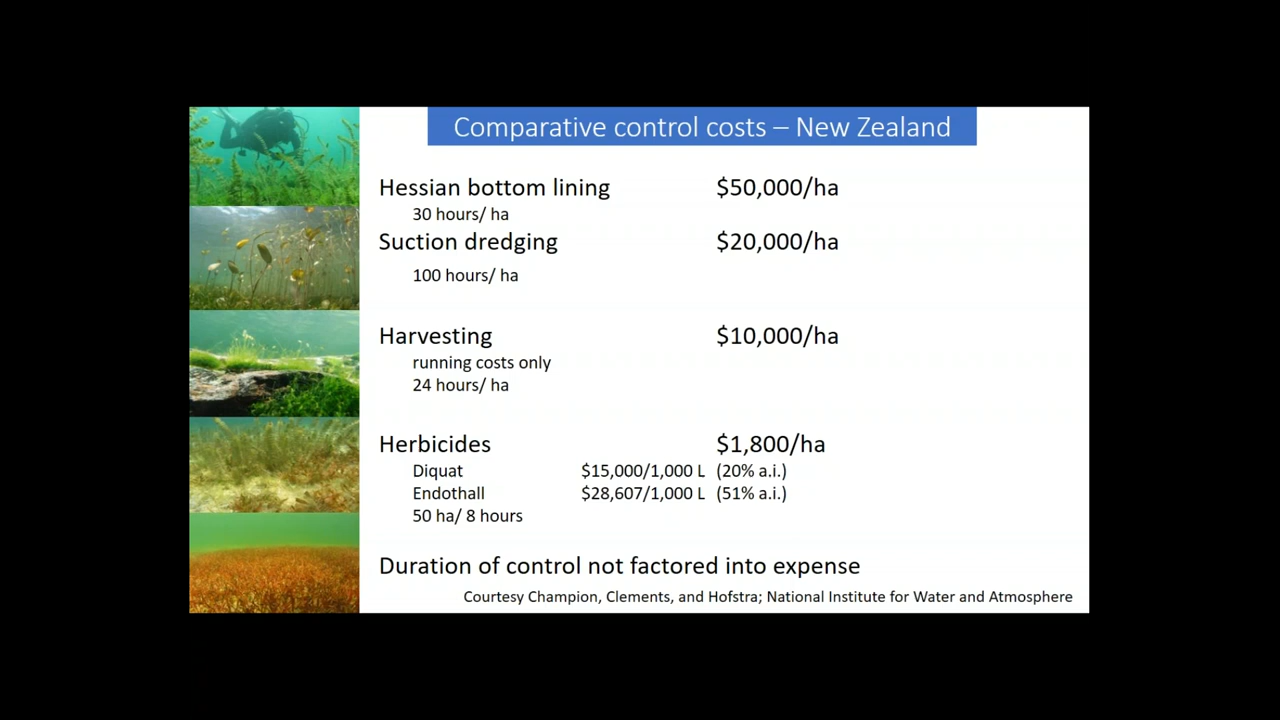 Comparative control costs – New Zealand
Hessian bottom lining $50,000/ha
30 hours/ ha
Suction dredging $20,000/ha
100 hours/ ha
Harvesting $10,000/ha
running costs only
24 hours/ ha
Herbicides $1,800/ha
Diquat $15,000/1,000 L (20% a.i.)
Endothall $28,607/1,000 L (51% a.i.)
50 ha/ 8 hours
Duration of control not factored into expense
Courtesy Champion, Clements, and Hofstra; National Institute for Water and Atmosphere